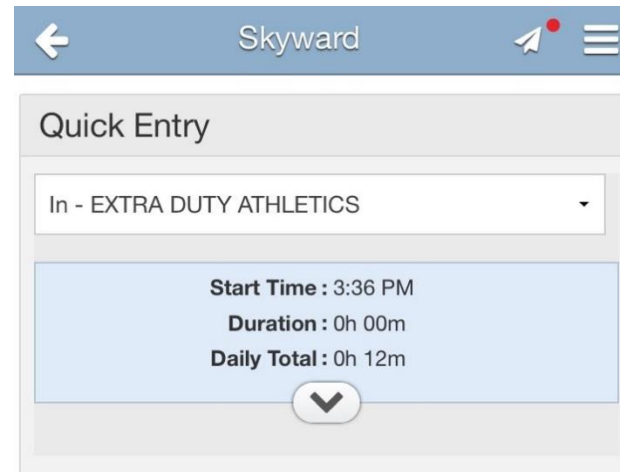 Skyward
Quick Entry
In - EXTRA DUTY ATHLETICS
Start Time : 3:36 PM
Duration : 0h 00m
Daily Total : 0h 12m